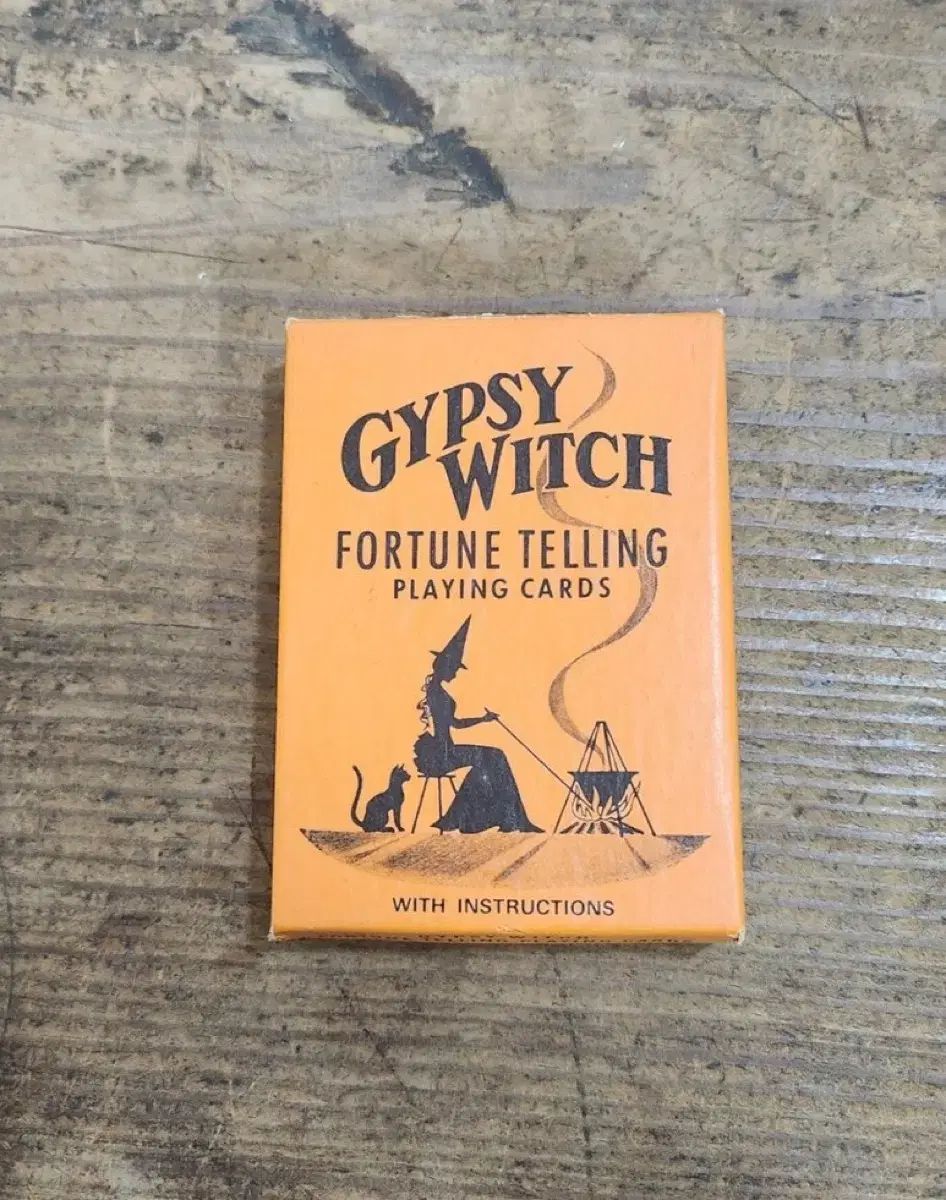 GYPSY
WITCH
FORTUNE TELLING
PLAYING CARDS
WITH INSTRUCTIONS